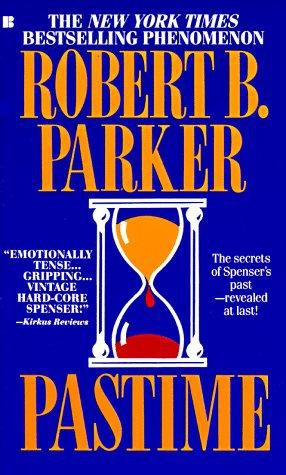 B
THE NEW YORK TIMES
BESTSELLING PHENOMENON
ROBERT B.
PARKER
"EMOTIONALLY
TENSE...
GRIPPING...
VINTAGE
HARD-CORE
SPENSER!"
—Kirkus Reviews
The secrets
of Spenser's
past
—revealed
at last!
PASTIME